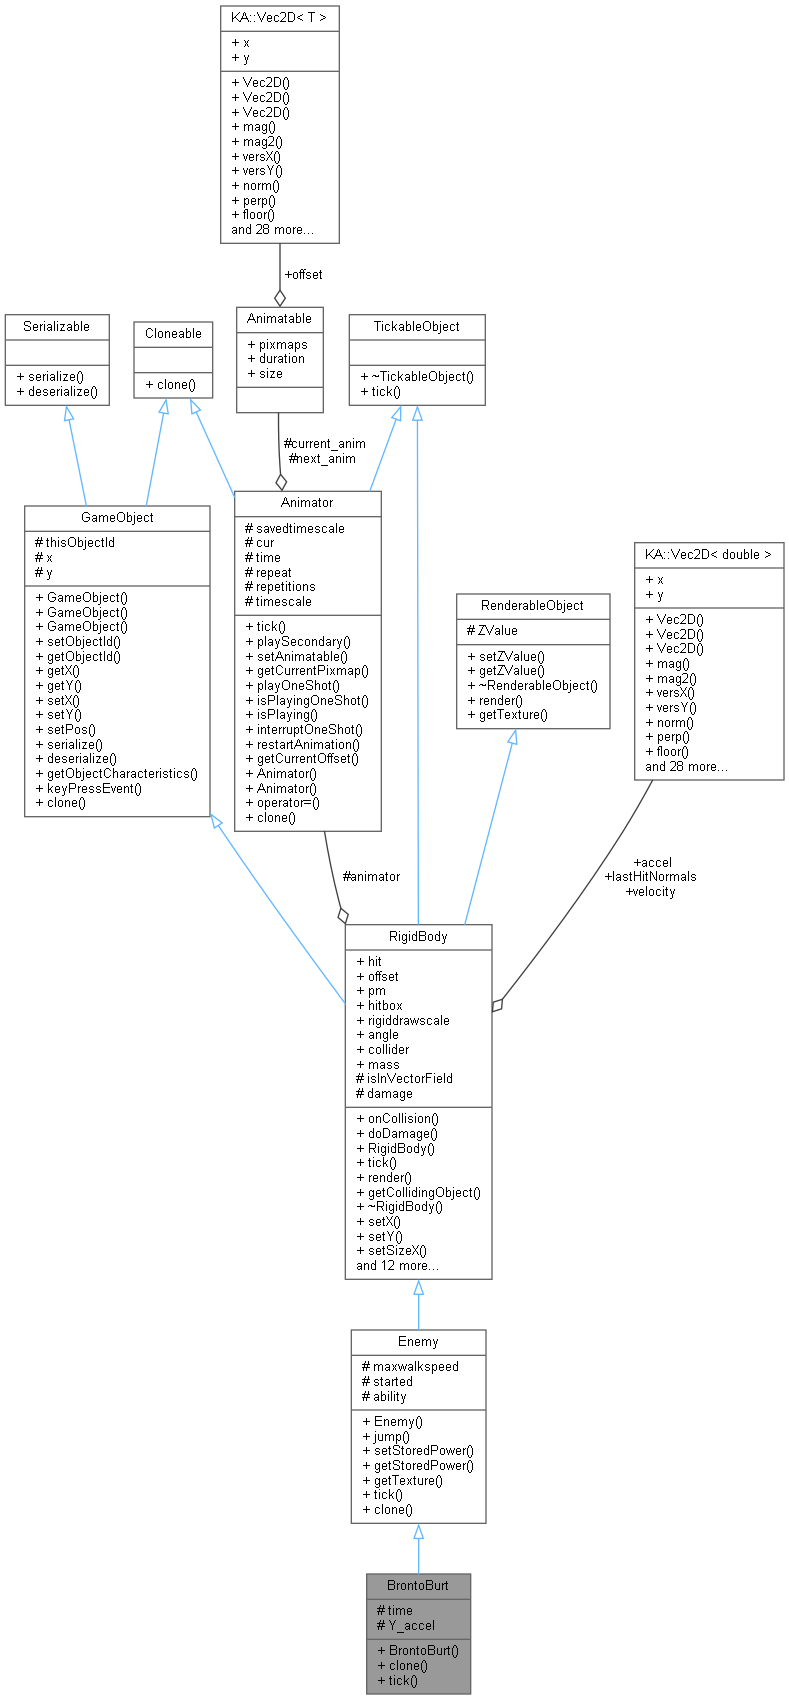 KA::Vec2D< T >
+ x
+ y
+ Vec2D()
+ Vec2D()
+ Vec2D()
+ mag()
+ mag2()
+ versX()
+ versY()
+ norm()
+ perp()
+ floor()
and 28 more...
+offset
Serializable
+ serialize()
+ deserialize()
Cloneable
+ clone()
Animatable
+ pixmaps
+ duration
+ size
TickableObject
+ ~TickableObject()
+ tick()
#current_anim
#next_anim
GameObject
# thisObjectId
# x
# y
+ GameObject()
+ GameObject()
+ GameObject()
+ setObjectId()
+ getObjectId()
+ getX()
+ getY()
+ setX()
+ setY()
+ setPos()
+ serialize()
+ deserialize()
+ getObjectCharacteristics()
+ keyPressEvent()
+ clone()
Animator
# savedtimescale
# cur
# time
# repeat
# repetitions
# timescale
+ tick()
+ playSecondary()
+ setAnimatable()
+ getCurrentPixmap()
+ playOneShot()
+ isPlayingOneShot()
+ isPlaying()
+ interruptOneShot()
+ restartAnimation()
+ getCurrentOffset()
+ Animator()
+ Animator()
+ operator=()
+ clone()
RenderableObject
# ZValue
+ setZValue()
+ getZValue()
+ ~RenderableObject()
+ render()
+ getTexture()
KA::Vec2D< double >
+ x
+ y
+ Vec2D()
+ Vec2D()
+ Vec2D()
+ mag()
+ mag2()
+ versX()
+ versY()
+ norm()
+ perp()
+ floor()
and 28 more...
#animator
+accel
+lastHitNormals
+velocity
RigidBody
+ hit
+ offset
+ pm
+ hitbox
+ rigiddrawscale
+ angle
+ collider
+ mass
# isInVectorField
# damage
+ onCollision()
+ doDamage()
+ RigidBody()
+ tick()
+ render()
+ getCollidingObject()
+ ~RigidBody()
+ setX()
+ setY()
+ setSizeX()
and 12 more...
Enemy
# maxwalkspeed
# started
# ability
+ Enemy()
+ jump()
+ setStoredPower()
+ getStoredPower()
+ getTexture()
+ tick()
+ clone()
BrontoBurt
# time
# Y_accel
+ BrontoBurt()
+ clone()
+ tick()